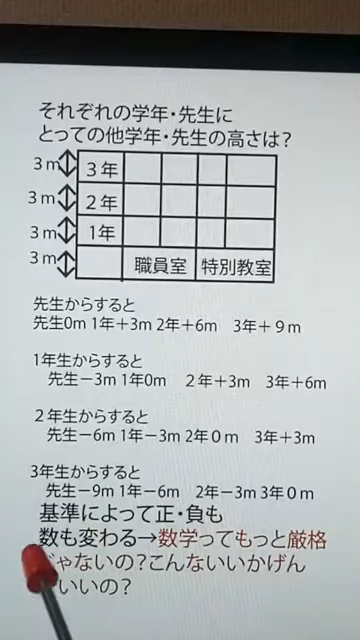 それぞれの学年・先生に
とっての他学年・先生の高さは?
3m 3年
3m 2年
3m 1年
3m 職員室 特別教室
先生からすると
先生0m 1年+3m 2年+6m 3年+9m
1年生からすると
先生−3m 1年0m 2年+3m 3年+6m
2年生からすると
先生−6m 1年−3m 2年0m 3年+3m
3年生からすると
先生−9m 1年−6m 2年−3m 3年0m
基準によって正・負も
数も変わる→数学ってもっと厳格
じゃないの?こんないいかげん
いいの?